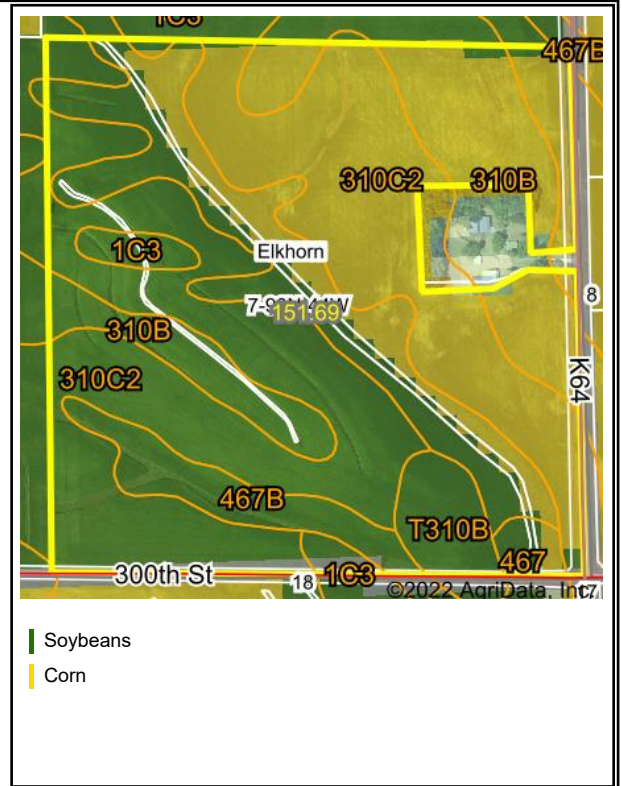 1C3
467B
310C2
310B
1C3
Elkhorn
151.69
310B
8
310C2
K64
467B
T310B
467
300th St
18
1C3
©2022 AgriData, Inc.
Soybeans
Corn